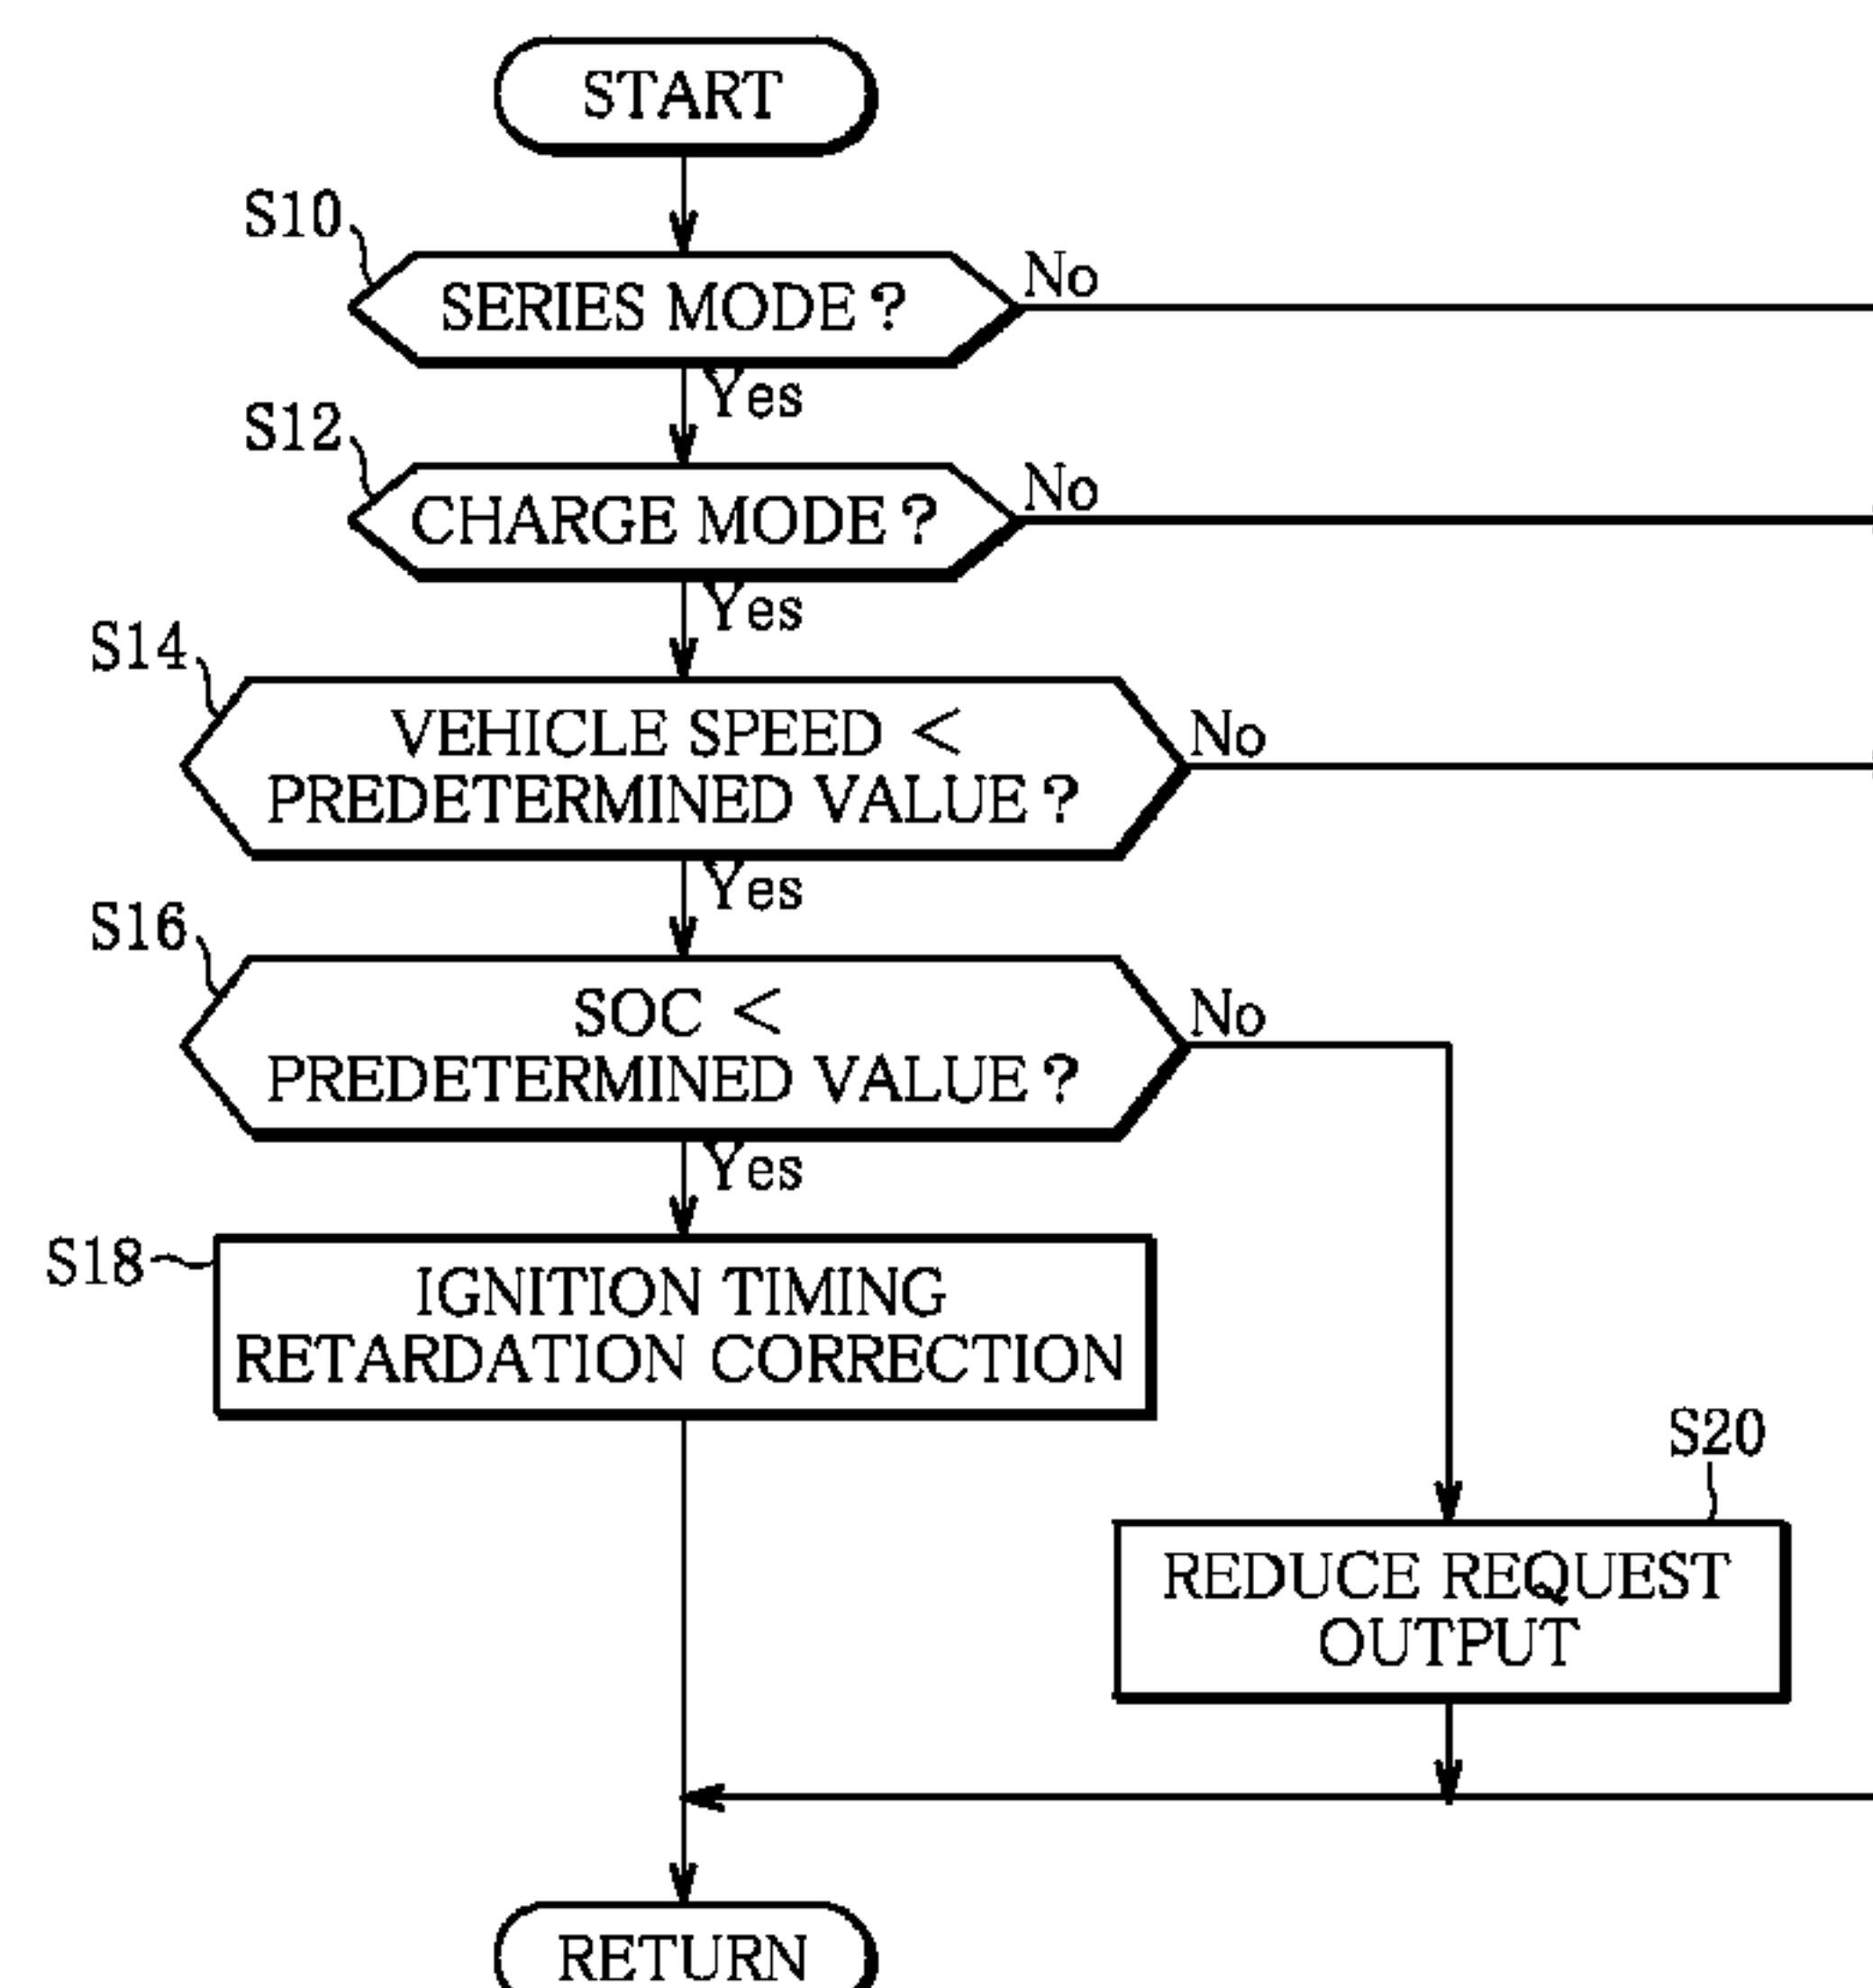 START
S10
SERIES MODE?
No
Yes
S12
CHARGE MODE?
No
Yes
S14
VEHICLE SPEED <
PREDETERMINED VALUE?
No
Yes
S16
SOC <
PREDETERMINED VALUE?
No
Yes
S18
IGNITION TIMING
RETARDATION CORRECTION
S20
REDUCE REQUEST
OUTPUT
RETURN